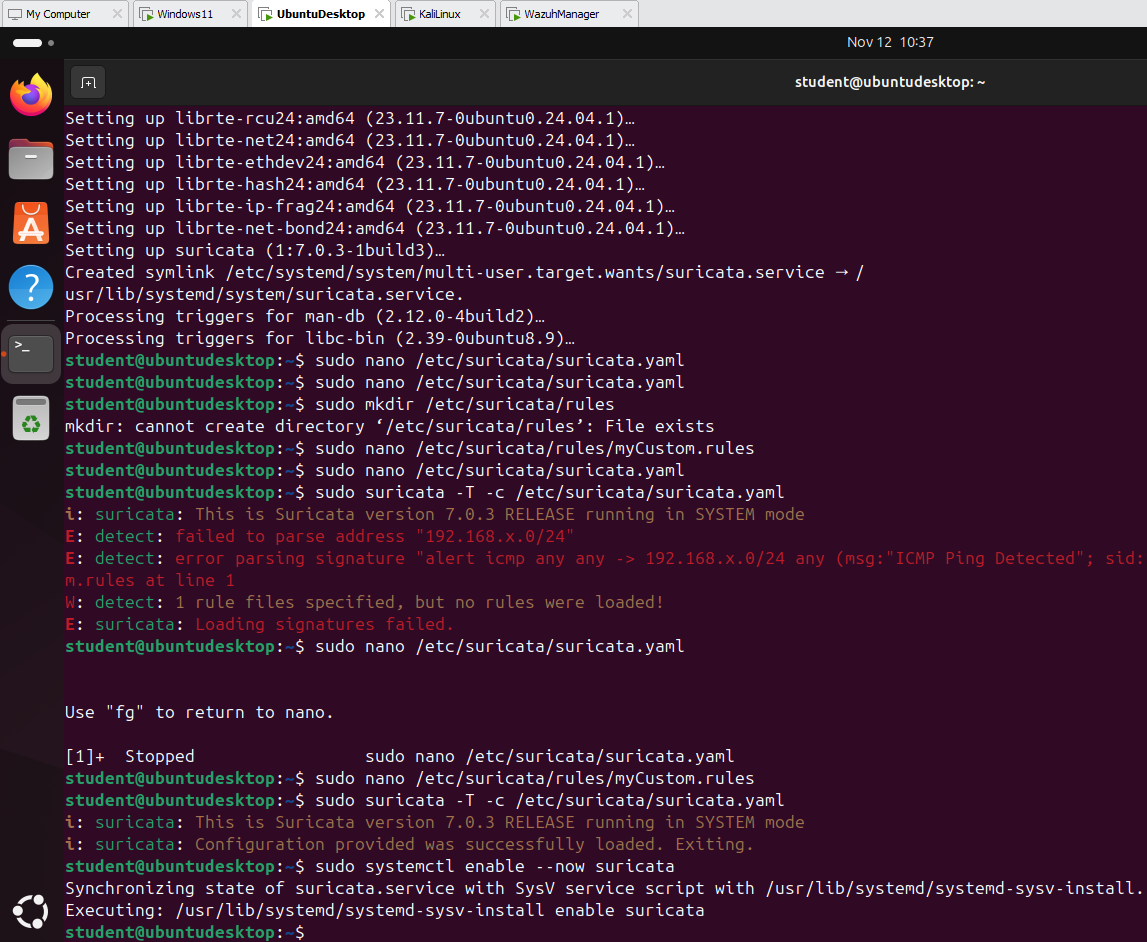 My Computer
Windows11
UbuntuDesktop
KaliLinux
WazuhManager
Nov 12 10:37
student@ubuntudesktop: ~
Setting up librte-rcu24:amd64 (23.11.7-0ubuntu0.24.04.1)…
Setting up librte-net24:amd64 (23.11.7-0ubuntu0.24.04.1)…
Setting up librte-ethdev24:amd64 (23.11.7-0ubuntu0.24.04.1)…
Setting up librte-hash24:amd64 (23.11.7-0ubuntu0.24.04.1)…
Setting up librte-ip-frag24:amd64 (23.11.7-0ubuntu0.24.04.1)…
Setting up librte-net-bond24:amd64 (23.11.7-0ubuntu0.24.04.1)…
Setting up suricata (1:7.0.3-1build3)…
Created symlink /etc/systemd/system/multi-user.target.wants/suricata.service → /
usr/lib/systemd/system/suricata.service.
Processing triggers for man-db (2.12.0-4build2)…
Processing triggers for libc-bin (2.39-0ubuntu8.9)…
student@ubuntudesktop:~$ sudo nano /etc/suricata/suricata.yaml
student@ubuntudesktop:~$ sudo nano /etc/suricata/suricata.yaml
student@ubuntudesktop:~$ sudo mkdir /etc/suricata/rules
mkdir: cannot create directory ‘/etc/suricata/rules’: File exists
student@ubuntudesktop:~$ sudo nano /etc/suricata/rules/myCustom.rules
student@ubuntudesktop:~$ sudo nano /etc/suricata/suricata.yaml
student@ubuntudesktop:~$ sudo suricata -T -c /etc/suricata/suricata.yaml
i: suricata: This is Suricata version 7.0.3 RELEASE running in SYSTEM mode
E: detect: failed to parse address "192.168.x.0/24"
E: detect: error parsing signature "alert icmp any any -> 192.168.x.0/24 any (msg:"ICMP Ping Detected"; sid:
m.rules at line 1
W: detect: 1 rule files specified, but no rules were loaded!
E: suricata: Loading signatures failed.
student@ubuntudesktop:~$ sudo nano /etc/suricata/suricata.yaml
Use "fg" to return to nano.
[1]+  Stopped                 sudo nano /etc/suricata/suricata.yaml
student@ubuntudesktop:~$ sudo nano /etc/suricata/rules/myCustom.rules
student@ubuntudesktop:~$ sudo suricata -T -c /etc/suricata/suricata.yaml
i: suricata: This is Suricata version 7.0.3 RELEASE running in SYSTEM mode
i: suricata: Configuration provided was successfully loaded. Exiting.
student@ubuntudesktop:~$ sudo systemctl enable --now suricata
Synchronizing state of suricata.service with SysV service script with /usr/lib/systemd/systemd-sysv-install.
Executing: /usr/lib/systemd/systemd-sysv-install enable suricata
student@ubuntudesktop:~$